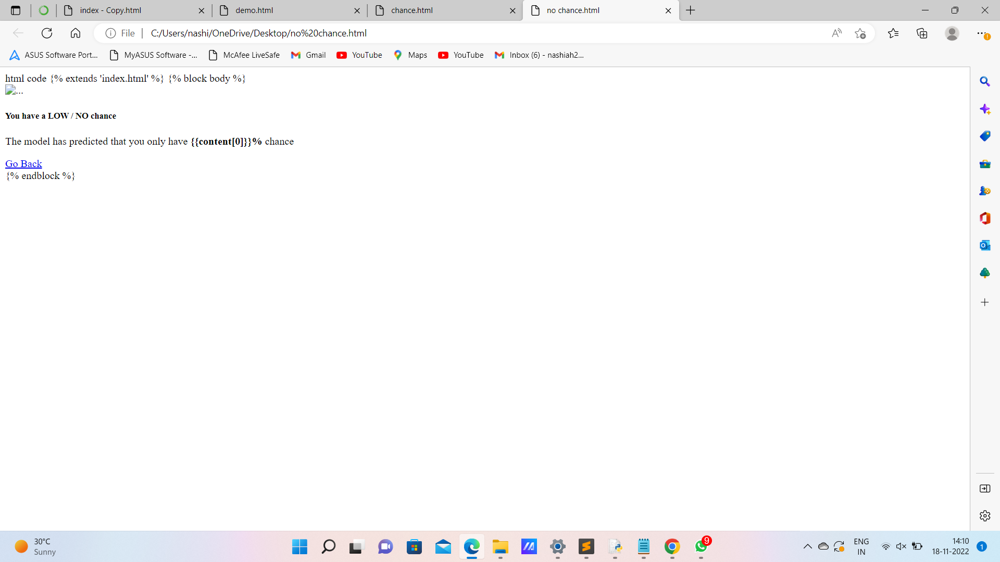 index - Copy.html
demo.html
chance.html
no chance.html
File
C:/Users/nashi/OneDrive/Desktop/no%20chance.html
ASUS Software Port...
MyASUS Software -...
McAfee LiveSafe
Gmail
YouTube
Maps
YouTube
Inbox (6) - nashiah2...
html code {% extends 'index.html' %} {% block body %}
...
You have a LOW / NO chance
The model has predicted that you only have {{content[0]}}% chance
Go Back
{% endblock %}
30°C
Sunny
9
ENG
IN
14:10
18-11-2022
1